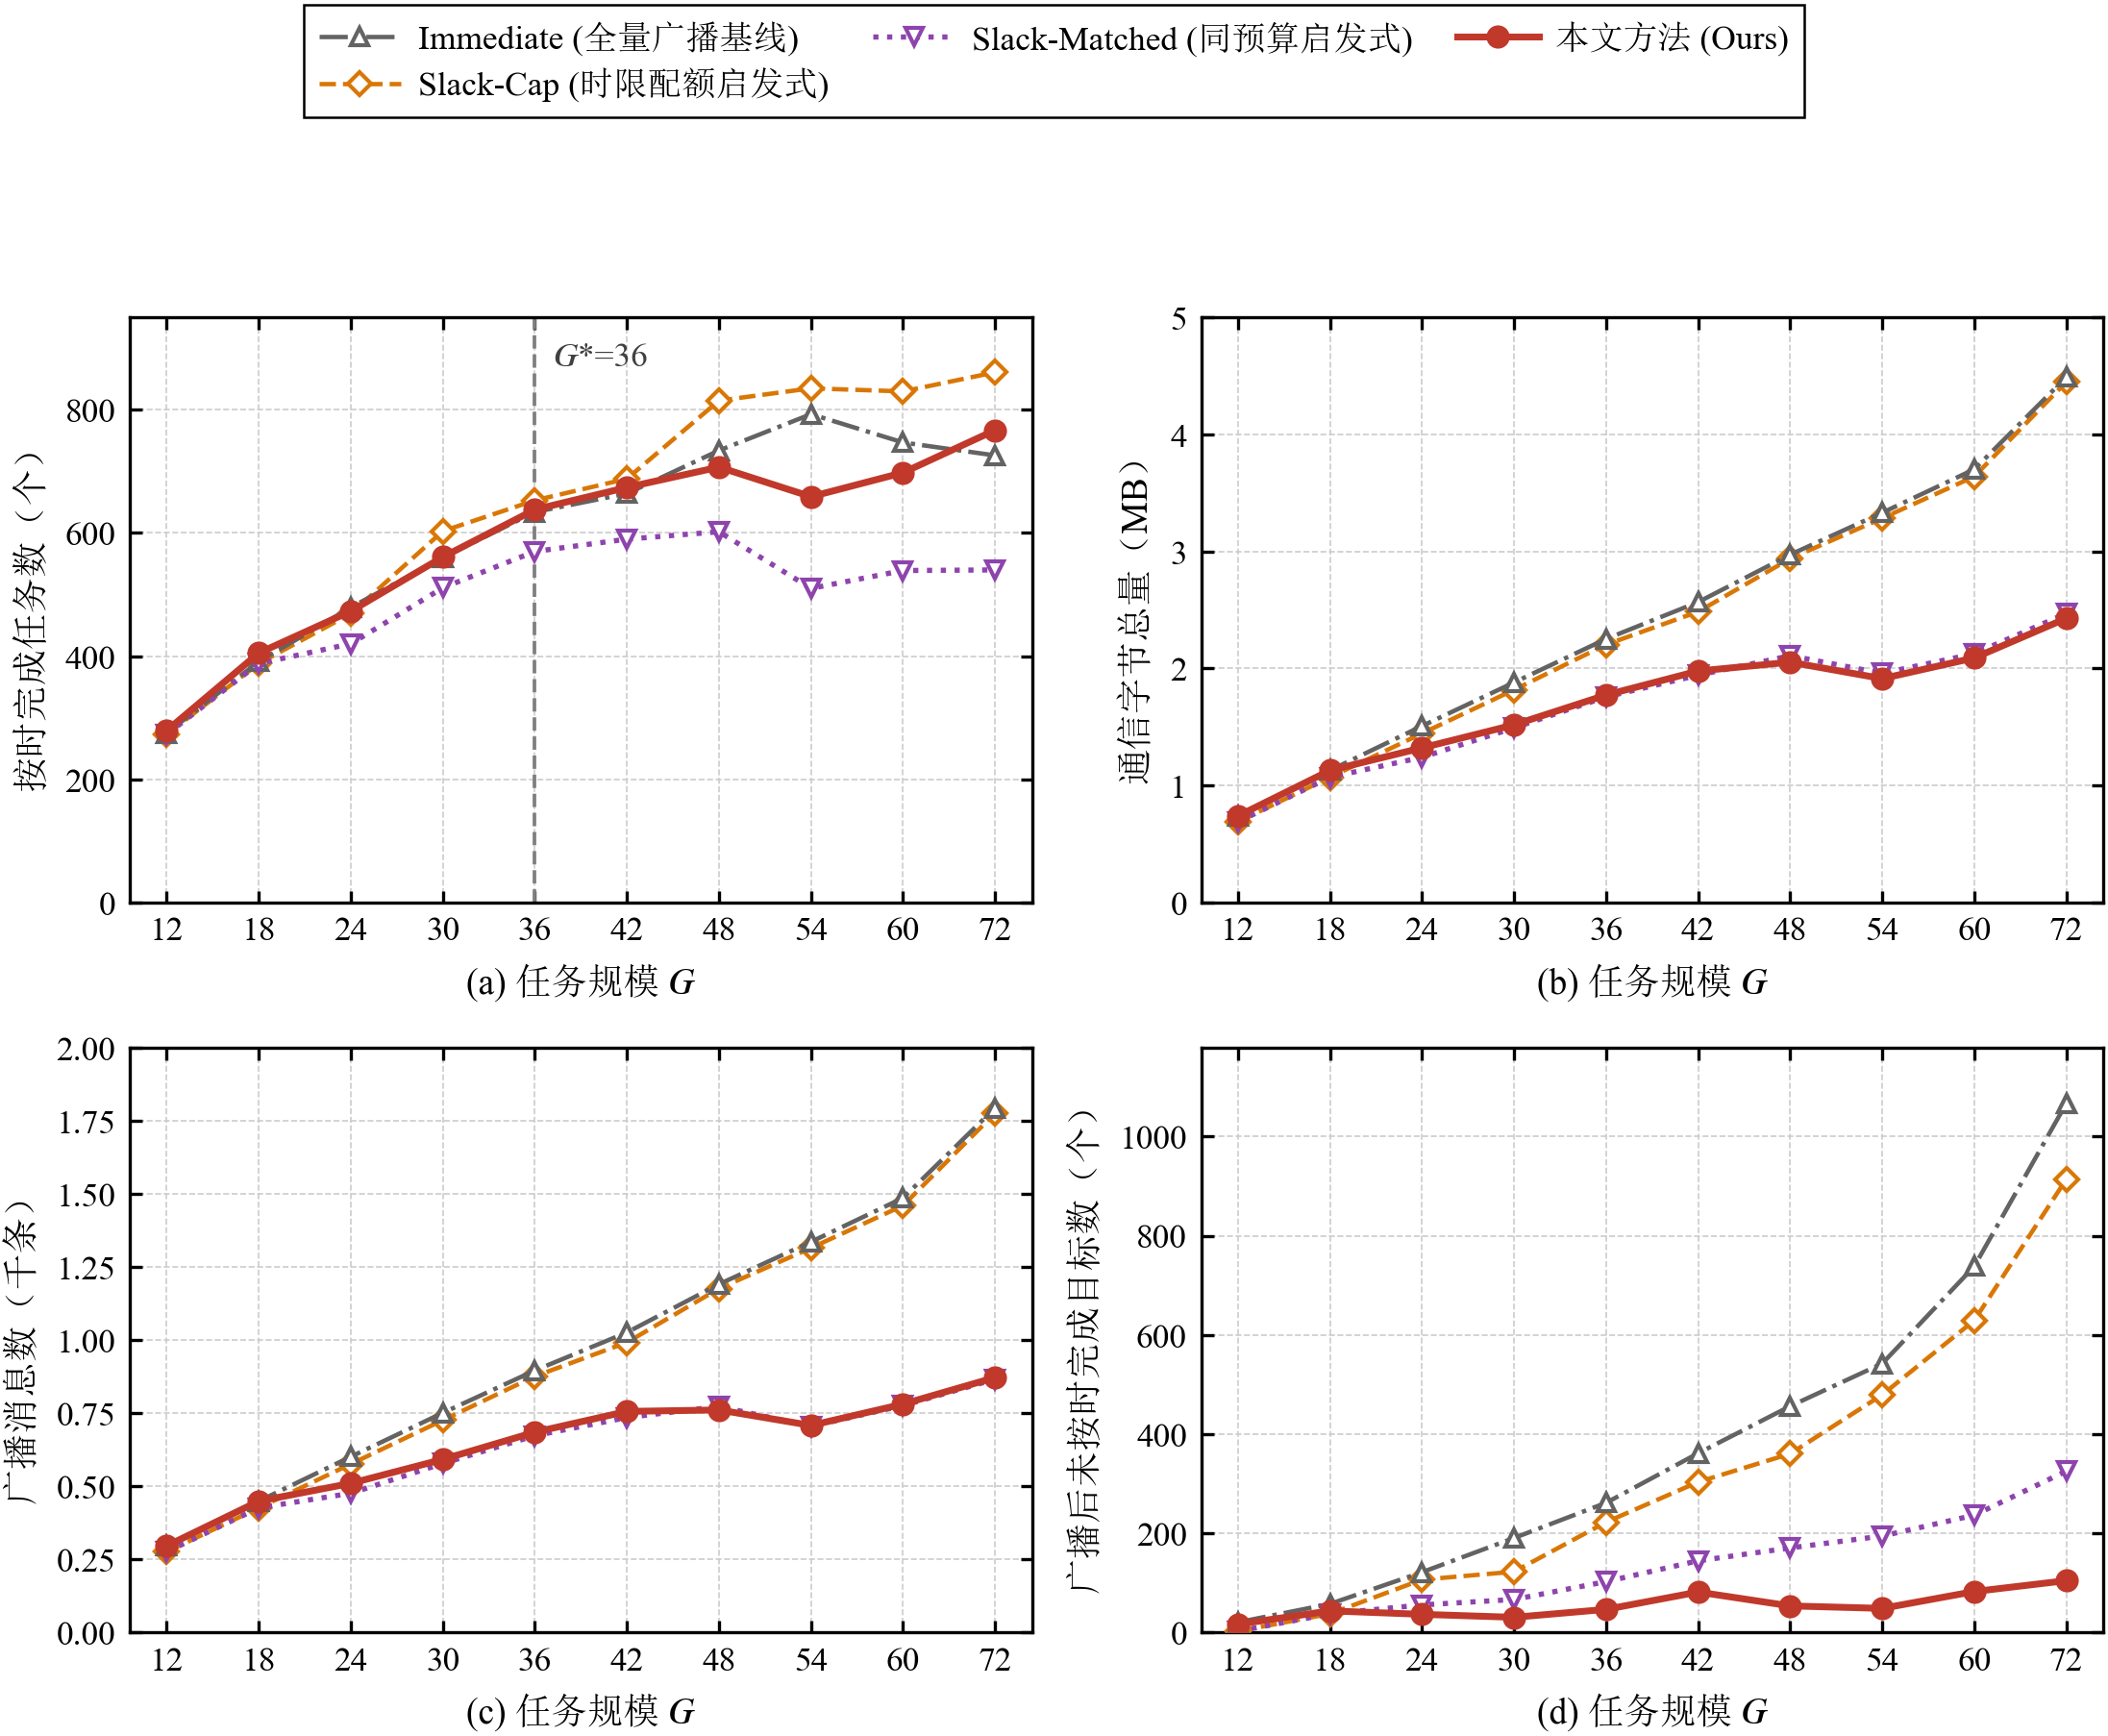 Immediate (全量广播基线)
Slack-Matched (同预算启发式)
本文方法 (Ours)
Slack-Cap (时限配额启发式)
按时完成任务数（个）
800
600
400
200
0
G*=36
12 18 24 30 36 42 48 54 60 72
(a) 任务规模 G
通信字节总量（MB）
5
4
3
2
1
0
12 18 24 30 36 42 48 54 60 72
(b) 任务规模 G
广播消息数（千条）
2.00
1.75
1.50
1.25
1.00
0.75
0.50
0.25
0.00
12 18 24 30 36 42 48 54 60 72
(c) 任务规模 G
广播后未按时完成目标数（个）
1000
800
600
400
200
0
12 18 24 30 36 42 48 54 60 72
(d) 任务规模 G